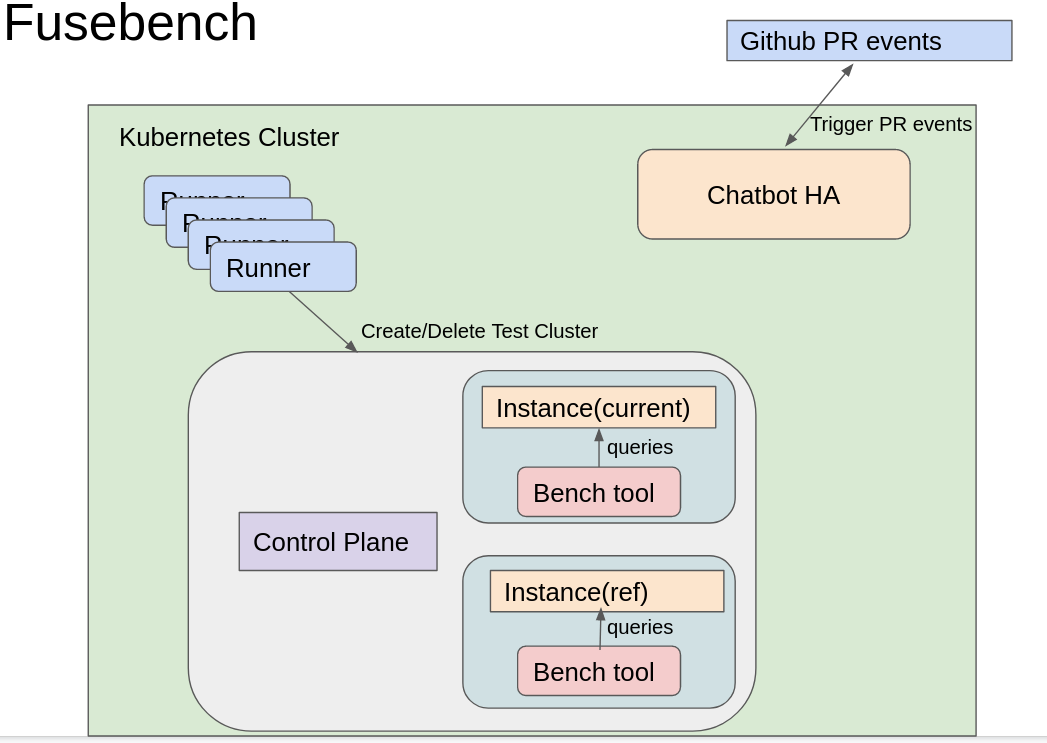 Fusebench
Github PR events
Trigger PR events
Kubernetes Cluster
Chatbot HA
Runner
Runner
Runner
Runner
Create/Delete Test Cluster
Instance(current)
queries
Bench tool
Control Plane
Instance(ref)
queries
Bench tool